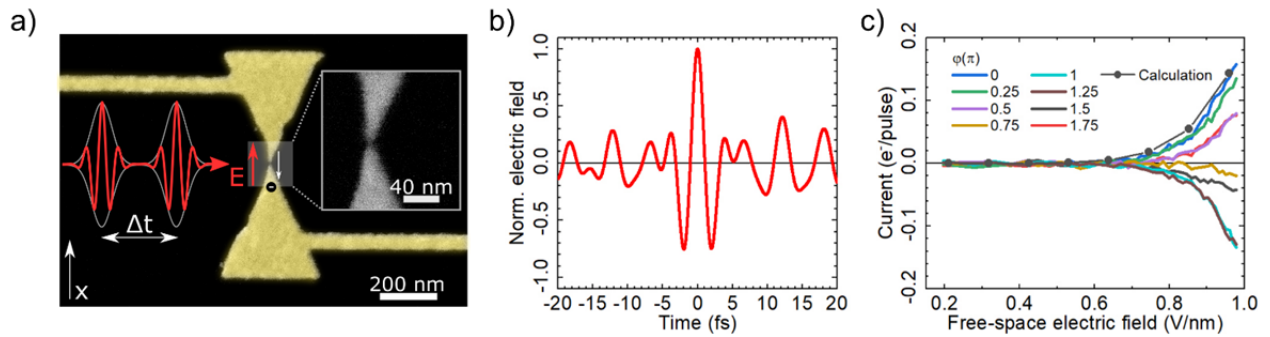 a)
E
Δt
x
40 nm
200 nm
b)
Norm. electric field
1.0
0.5
0.0
-0.5
-1.0
-20 -15 -10 -5 0 5 10 15 20
Time (fs)
c)
Current (e⁻/pulse)
0.2
0.1
0.0
-0.1
-0.2
φ(π)
0 1 Calculation
0.25 1.25
0.5 1.5
0.75 1.75
0.2 0.4 0.6 0.8 1.0
Free-space electric field (V/nm)